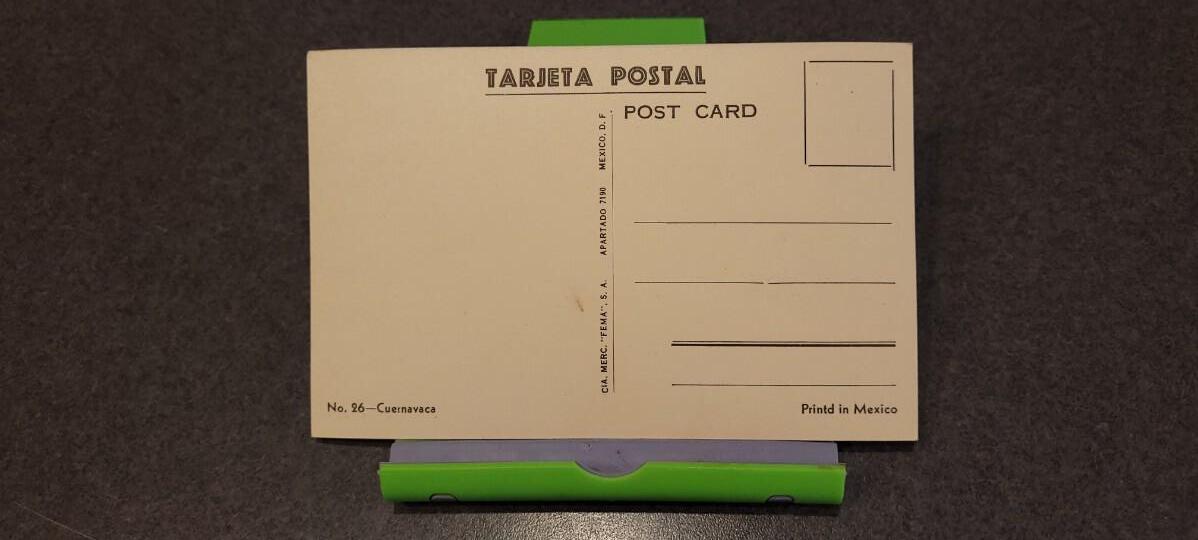 TARJETA POSTAL
POST CARD
CIA. MERC. "FEMA", S. A. APARTADO 7190 MEXICO, D. F.
No. 26—Cuernavaca
Printd in Mexico